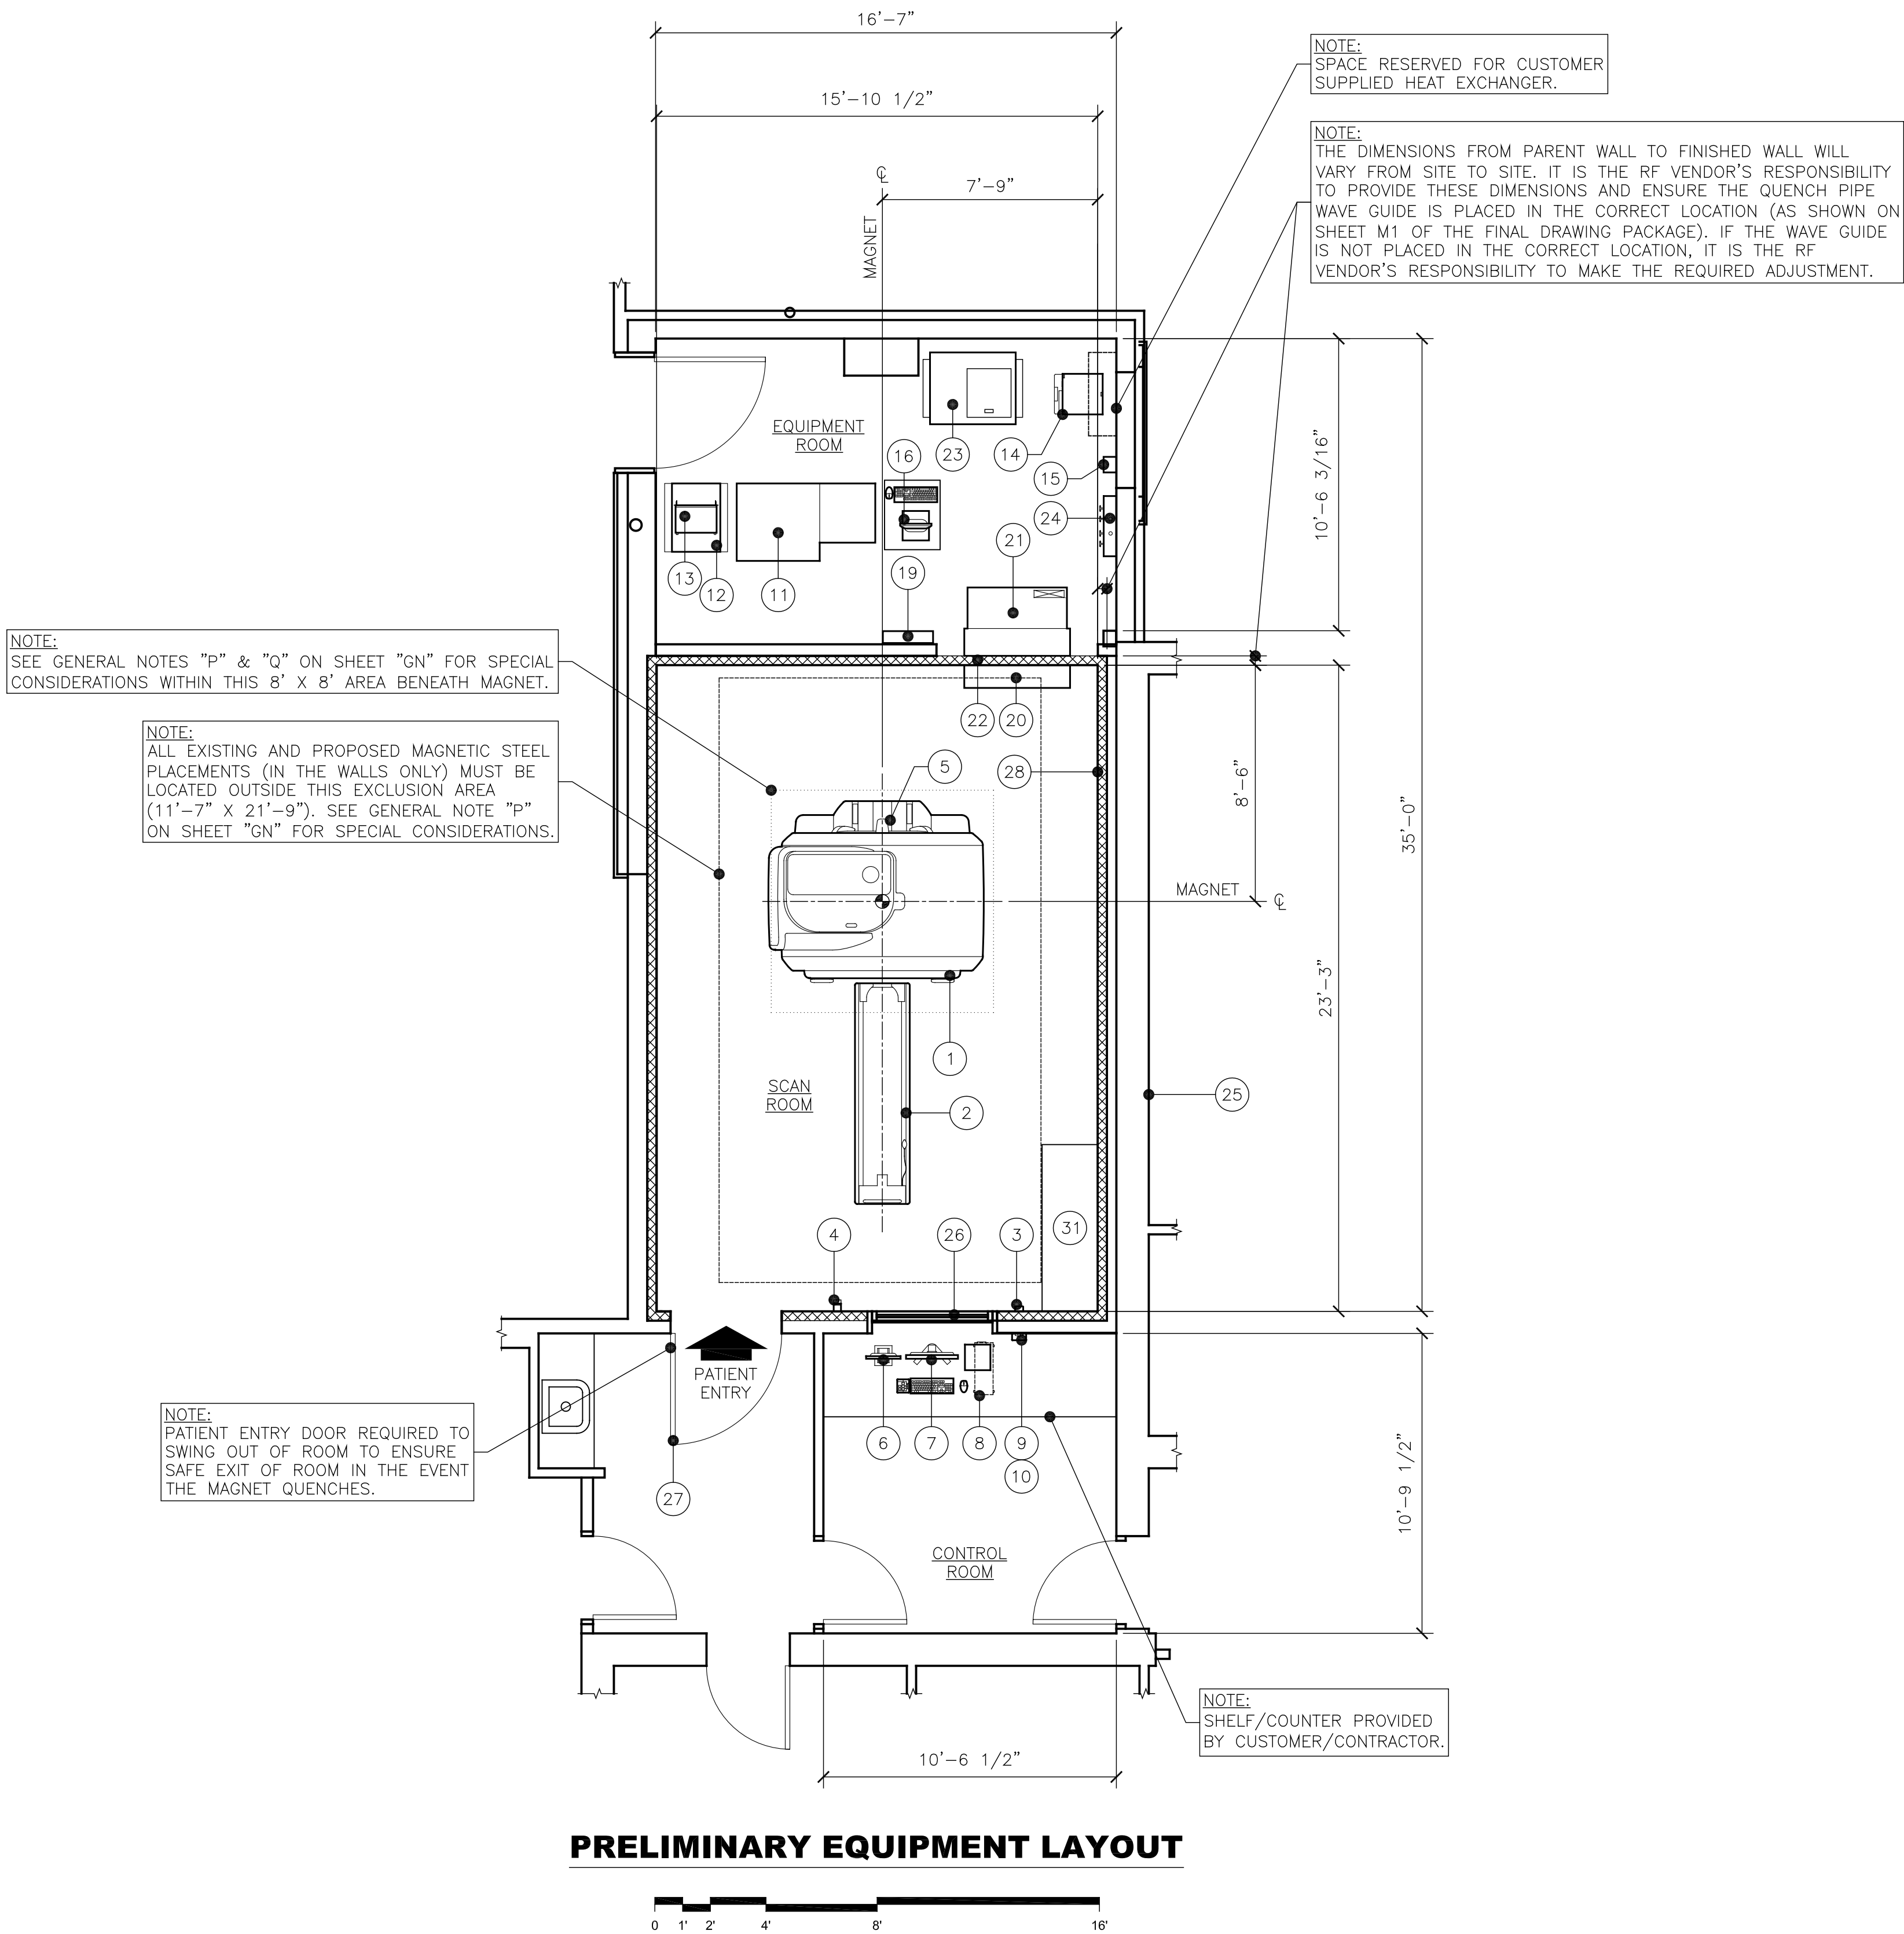 16'-7"
NOTE:
SPACE RESERVED FOR CUSTOMER
SUPPLIED HEAT EXCHANGER.
15'-10 1/2"
NOTE:
THE DIMENSIONS FROM PARENT WALL TO FINISHED WALL WILL
VARY FROM SITE TO SITE. IT IS THE RF VENDOR'S RESPONSIBILITY
TO PROVIDE THESE DIMENSIONS AND ENSURE THE QUENCH PIPE
WAVE GUIDE IS PLACED IN THE CORRECT LOCATION (AS SHOWN ON
SHEET M1 OF THE FINAL DRAWING PACKAGE). IF THE WAVE GUIDE
IS NOT PLACED IN THE CORRECT LOCATION, IT IS THE RF
VENDOR'S RESPONSIBILITY TO MAKE THE REQUIRED ADJUSTMENT.
℄
MAGNET
7'-9"
EQUIPMENT
ROOM
23
14
16
15
24
21
13
12
11
19
10'-6 3/16"
NOTE:
SEE GENERAL NOTES "P" & "Q" ON SHEET "GN" FOR SPECIAL
CONSIDERATIONS WITHIN THIS 8' X 8' AREA BENEATH MAGNET.
22
20
NOTE:
ALL EXISTING AND PROPOSED MAGNETIC STEEL
PLACEMENTS (IN THE WALLS ONLY) MUST BE
LOCATED OUTSIDE THIS EXCLUSION AREA
(11'-7" X 21'-9"). SEE GENERAL NOTE "P"
ON SHEET "GN" FOR SPECIAL CONSIDERATIONS.
5
28
8'-6"
35'-0"
MAGNET
℄
23'-3"
1
SCAN
ROOM
2
25
4
26
3
31
PATIENT
ENTRY
NOTE:
PATIENT ENTRY DOOR REQUIRED TO
SWING OUT OF ROOM TO ENSURE
SAFE EXIT OF ROOM IN THE EVENT
THE MAGNET QUENCHES.
6
7
8
9
10
27
10'-9 1/2"
CONTROL
ROOM
NOTE:
SHELF/COUNTER PROVIDED
BY CUSTOMER/CONTRACTOR.
10'-6 1/2"
PRELIMINARY EQUIPMENT LAYOUT
0 1' 2' 4' 8' 16'